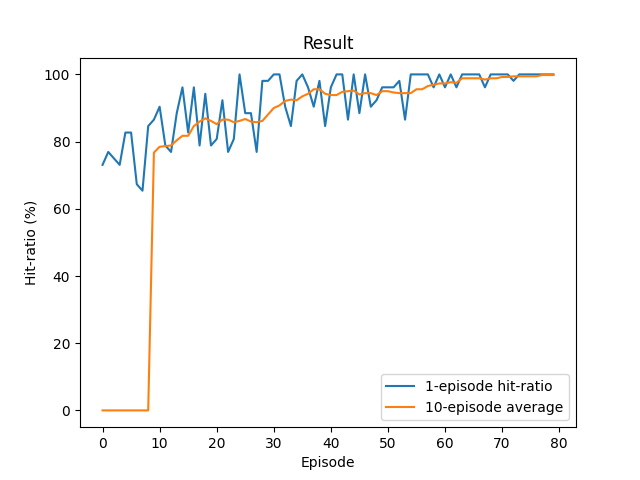 Result
Hit-ratio (%)
100
80
60
40
20
0
0 10 20 30 40 50 60 70 80
Episode
1-episode hit-ratio
10-episode average